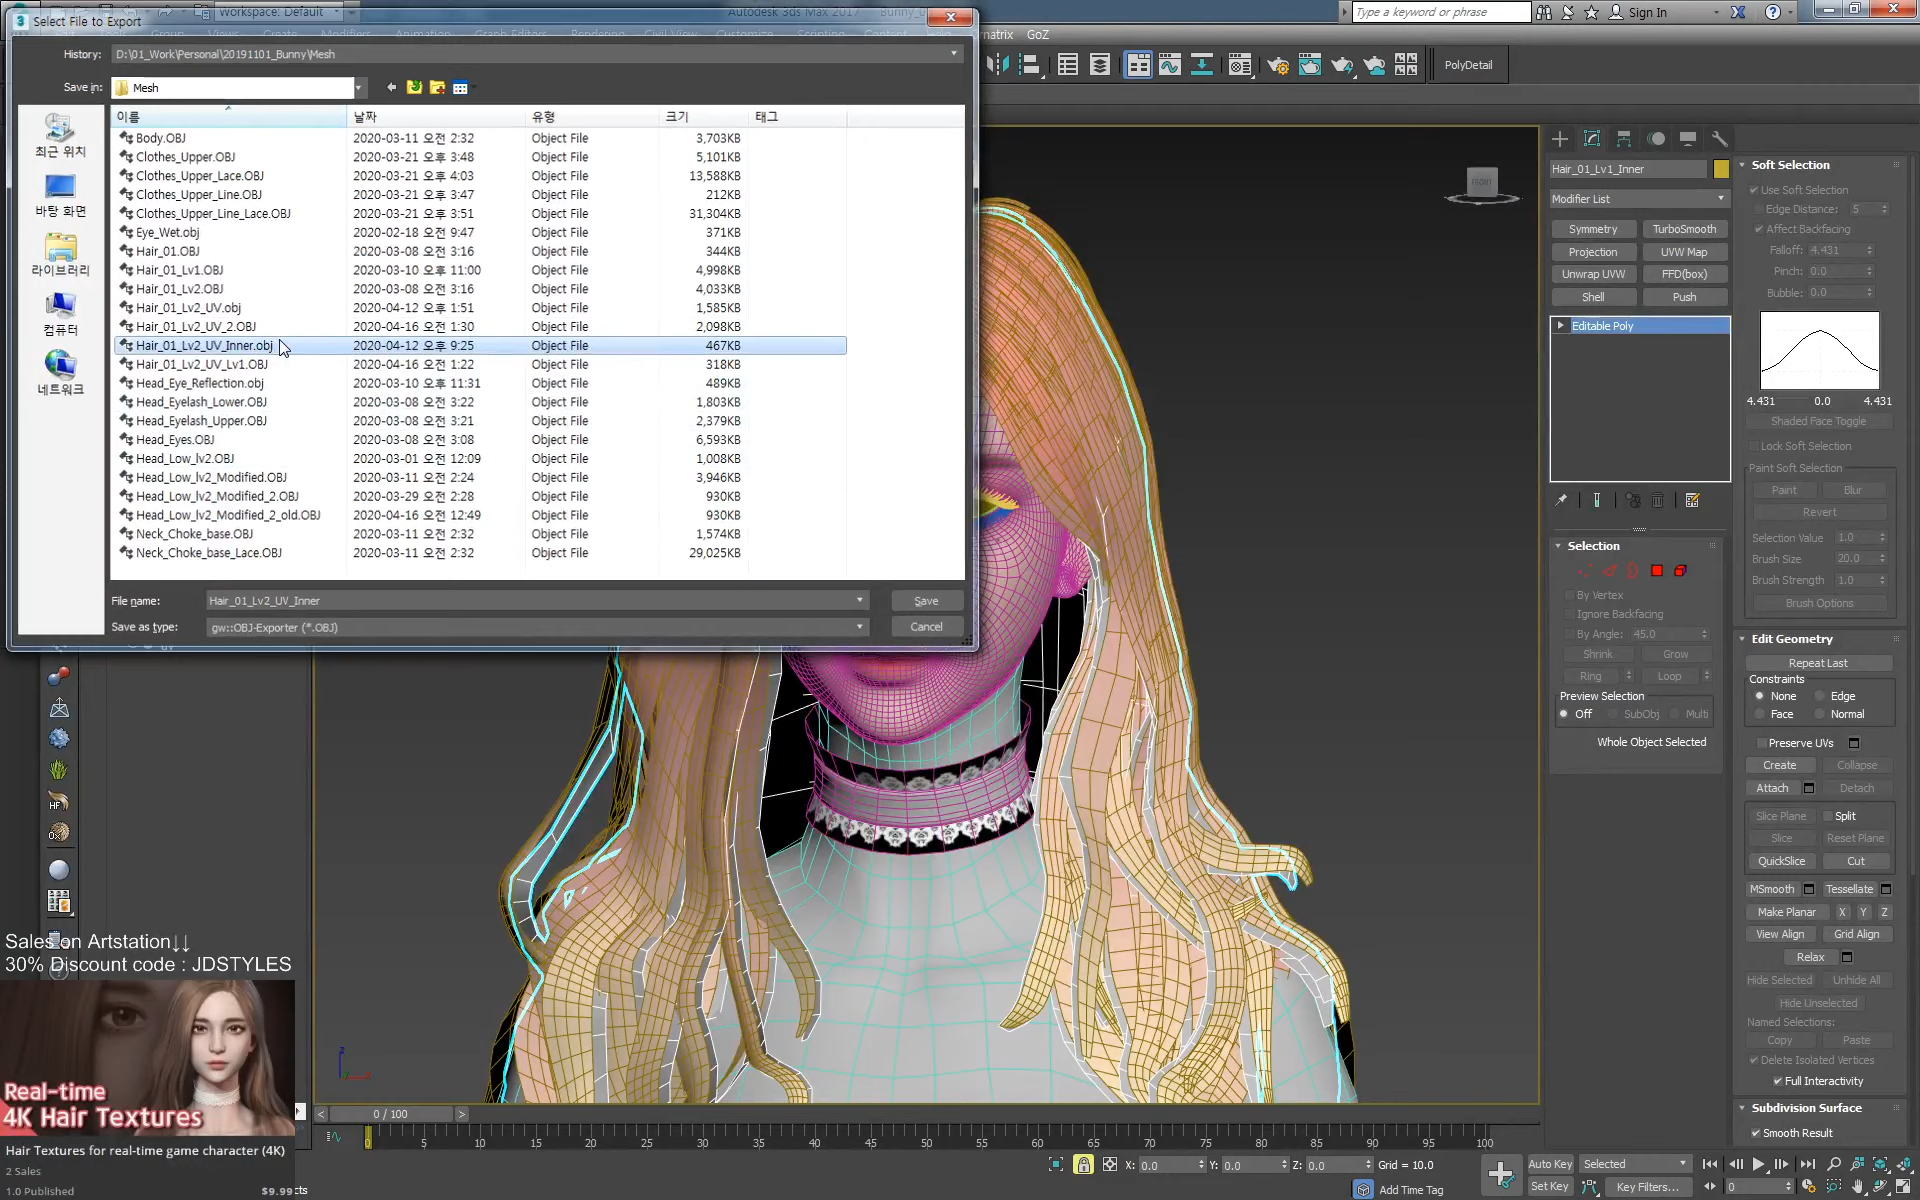 Workspace: Default
Autodesk 3ds Max 2017
Type a keyword or phrase
Sign In
Select File to Export
History: D:\01_Work\Personal\20191101_Bunny\Mesh
Save in: Mesh
GoZ
PolyDetail
이름 날짜 유형 크기 태그
Body.OBJ 2020-03-11 오전 2:32 Object File 3,703KB
Clothes_Upper.OBJ 2020-03-21 오후 3:48 Object File 5,101KB
Clothes_Upper_Lace.OBJ 2020-03-21 오후 4:03 Object File 13,588KB
Clothes_Upper_Line.OBJ 2020-03-21 오후 3:47 Object File 212KB
Clothes_Upper_Line_Lace.OBJ 2020-03-21 오후 3:51 Object File 31,304KB
Eye_Wet.obj 2020-02-18 오전 9:47 Object File 371KB
Hair_01.OBJ 2020-03-08 오전 3:16 Object File 344KB
Hair_01_Lv1.OBJ 2020-03-10 오후 11:00 Object File 4,998KB
Hair_01_Lv2.OBJ 2020-03-08 오전 3:16 Object File 4,033KB
Hair_01_Lv2_UV.obj 2020-04-12 오후 1:51 Object File 1,585KB
Hair_01_Lv2_UV_2.OBJ 2020-04-16 오전 1:30 Object File 2,098KB
Hair_01_Lv2_UV_Inner.obj 2020-04-12 오후 9:25 Object File 467KB
Hair_01_Lv2_UV_Lv1.OBJ 2020-04-16 오전 1:22 Object File 318KB
Head_Eye_Reflection.obj 2020-03-10 오후 11:31 Object File 489KB
Head_Eyelash_Lower.OBJ 2020-03-08 오전 3:22 Object File 1,803KB
Head_Eyelash_Upper.OBJ 2020-03-08 오전 3:21 Object File 2,379KB
Head_Eyes.OBJ 2020-03-08 오전 3:08 Object File 6,593KB
Head_Low_lv2.OBJ 2020-03-01 오전 12:09 Object File 1,008KB
Head_Low_lv2_Modified.OBJ 2020-03-11 오전 2:24 Object File 3,946KB
Head_Low_lv2_Modified_2.OBJ 2020-03-29 오전 2:28 Object File 930KB
Head_Low_lv2_Modified_2_old.OBJ 2020-04-16 오전 12:49 Object File 930KB
Neck_Choke_base.OBJ 2020-03-11 오전 2:32 Object File 1,574KB
Neck_Choke_base_Lace.OBJ 2020-03-11 오전 2:32 Object File 29,025KB
최근 위치
바탕 화면
라이브러리
컴퓨터
네트워크
File name: Hair_01_Lv2_UV_Inner Save
Save as type: gw::OBJ-Exporter (*.OBJ) Cancel
FRONT
Hair_01_Lv1_Inner
Modifier List
Symmetry TurboSmooth
Projection UVW Map
Unwrap UVW FFD(box)
Shell Push
Editable Poly
Selection
By Vertex
Ignore Backfacing
By Angle: 45.0
Shrink Grow
Ring Loop
Preview Selection
Off SubObj Multi
Whole Object Selected
Soft Selection
Use Soft Selection
Edge Distance: 5
Affect Backfacing
Falloff: 4.431
Pinch: 0.0
Bubble: 0.0
4.431 0.0 4.431
Shaded Face Toggle
Lock Soft Selection
Paint Soft Selection
Paint Blur
Revert
Selection Value 1.0
Brush Size 20.0
Brush Strength 1.0
Brush Options
Edit Geometry
Repeat Last
Constraints
None Edge
Face Normal
Preserve UVs
Create Collapse
Attach Detach
Slice Plane Split
Slice Reset Plane
QuickSlice Cut
MSmooth Tessellate
Make Planar X Y Z
View Align Grid Align
Relax
Hide Selected Unhide All
Hide Unselected
Named Selections:
Copy Paste
Delete Isolated Vertices
Full Interactivity
Subdivision Surface
Smooth Result
Sales on Artstation↓↓
30% Discount code : JDSTYLES
Real-time
4K Hair Textures
Hair Textures for real-time game character (4K)
2 Sales
1.0 Published $9.99
0 / 100
5 10 15 20 25 30 35 40 45 50 55 60 65 70 75 80 85 90 95 100
X: 0.0 Y: 0.0 Z: 0.0 Grid = 10.0
Add Time Tag
Auto Key Selected
Set Key Key Filters...
0